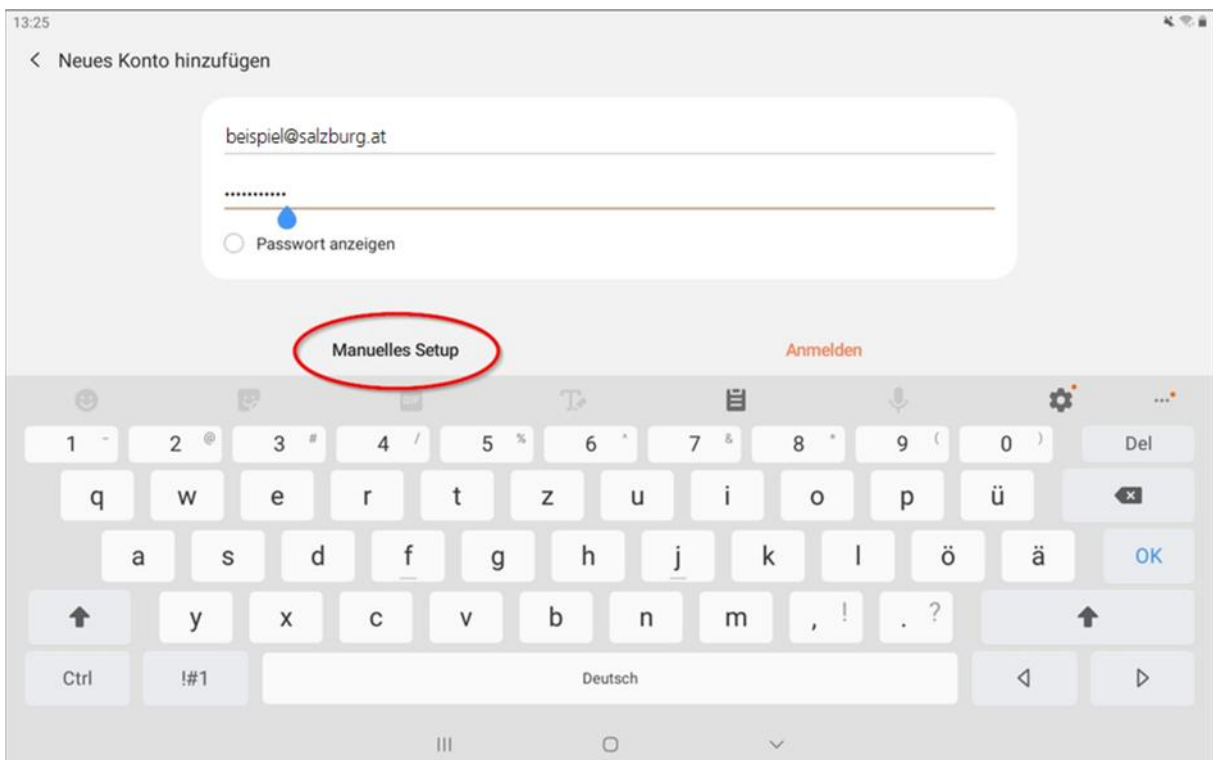 13:25
Neues Konto hinzufügen
beispiel@salzburg.at
•••••••••••
Passwort anzeigen
Manuelles Setup Anmelden
GIF
1 - 2 @ 3 # 4 / 5 % 6 ^ 7 & 8 * 9 ( 0 ) Del
q w e r t z u i o p ü
a s d f g h j k l ö ä OK
y x c v b n m , ! . ?
Ctrl !#1 Deutsch